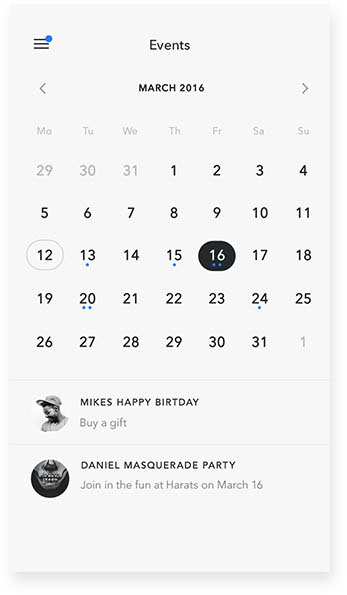 Events
MARCH 2016
Mo Tu We Th Fr Sa Su
29 30 31 1 2 3 4
5 6 7 8 9 10 11
12 13 14 15 16 17 18
19 20 21 22 23 24 25
26 27 28 29 30 31 1
MIKES HAPPY BIRTDAY
Buy a gift
DANIEL MASQUERADE PARTY
Join in the fun at Harats on March 16